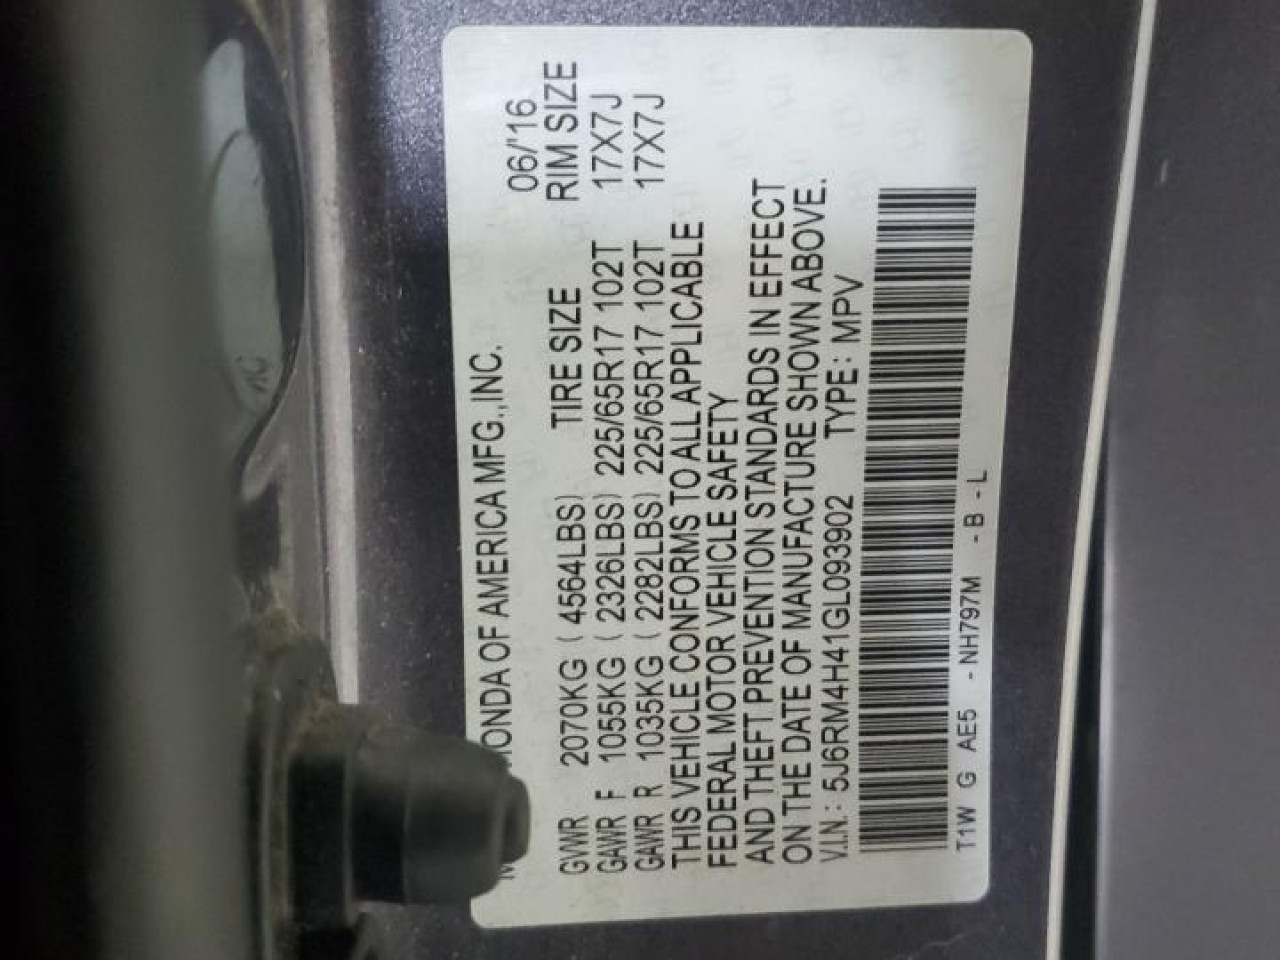 HONDA OF AMERICA MFG.,INC. 06/'16
TIRE SIZE RIM SIZE
GVWR 2070KG ( 4564LBS)
GAWR F 1055KG ( 2326LBS) 225/65R17 102T 17X7J
GAWR R 1035KG ( 2282LBS) 225/65R17 102T 17X7J
THIS VEHICLE CONFORMS TO ALL APPLICABLE
FEDERAL MOTOR VEHICLE SAFETY
AND THEFT PREVENTION STANDARDS IN EFFECT
ON THE DATE OF MANUFACTURE SHOWN ABOVE.
V.I.N.: 5J6RM4H41GL093902 TYPE: MPV
T1W G AE5 - NH797M - B - L